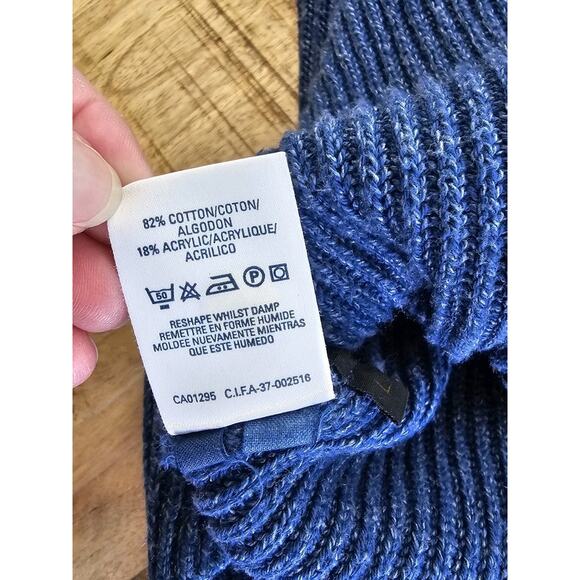 82% COTTON/COTON/
ALGODON
18% ACRYLIC/ACRYLIQUE/
ACRILICO
50 P
RESHAPE WHILST DAMP
REMETTRE EN FORME HUMIDE
MOLDEE NUEVAMENTE MIENTRAS
QUE ESTE HUMEDO
CA01295 C.I.F.A-37-002516